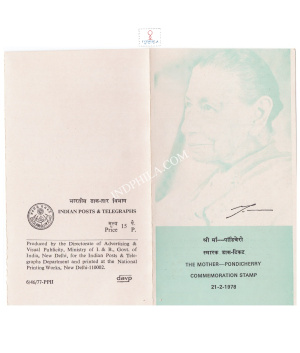 भारतीय डाक-तार विभाग
INDIAN POSTS & TELEGRAPHS
मूल्य 15 पै.
Price P.
Produced by the Directorate of Advertising &
Visual Publicity, Ministry of I. & B., Govt. of
India, New Delhi, for the Indian Posts & Tele-
graphs Department and printed at the National
Printing Works, New Delhi-110002.
6/46/77-PPII
davp
श्री माँ—पांडिचेरी
स्मारक डाक-टिकट
THE MOTHER—PONDICHERRY
COMMEMORATION STAMP
21-2-1978
INDPHILA.COM